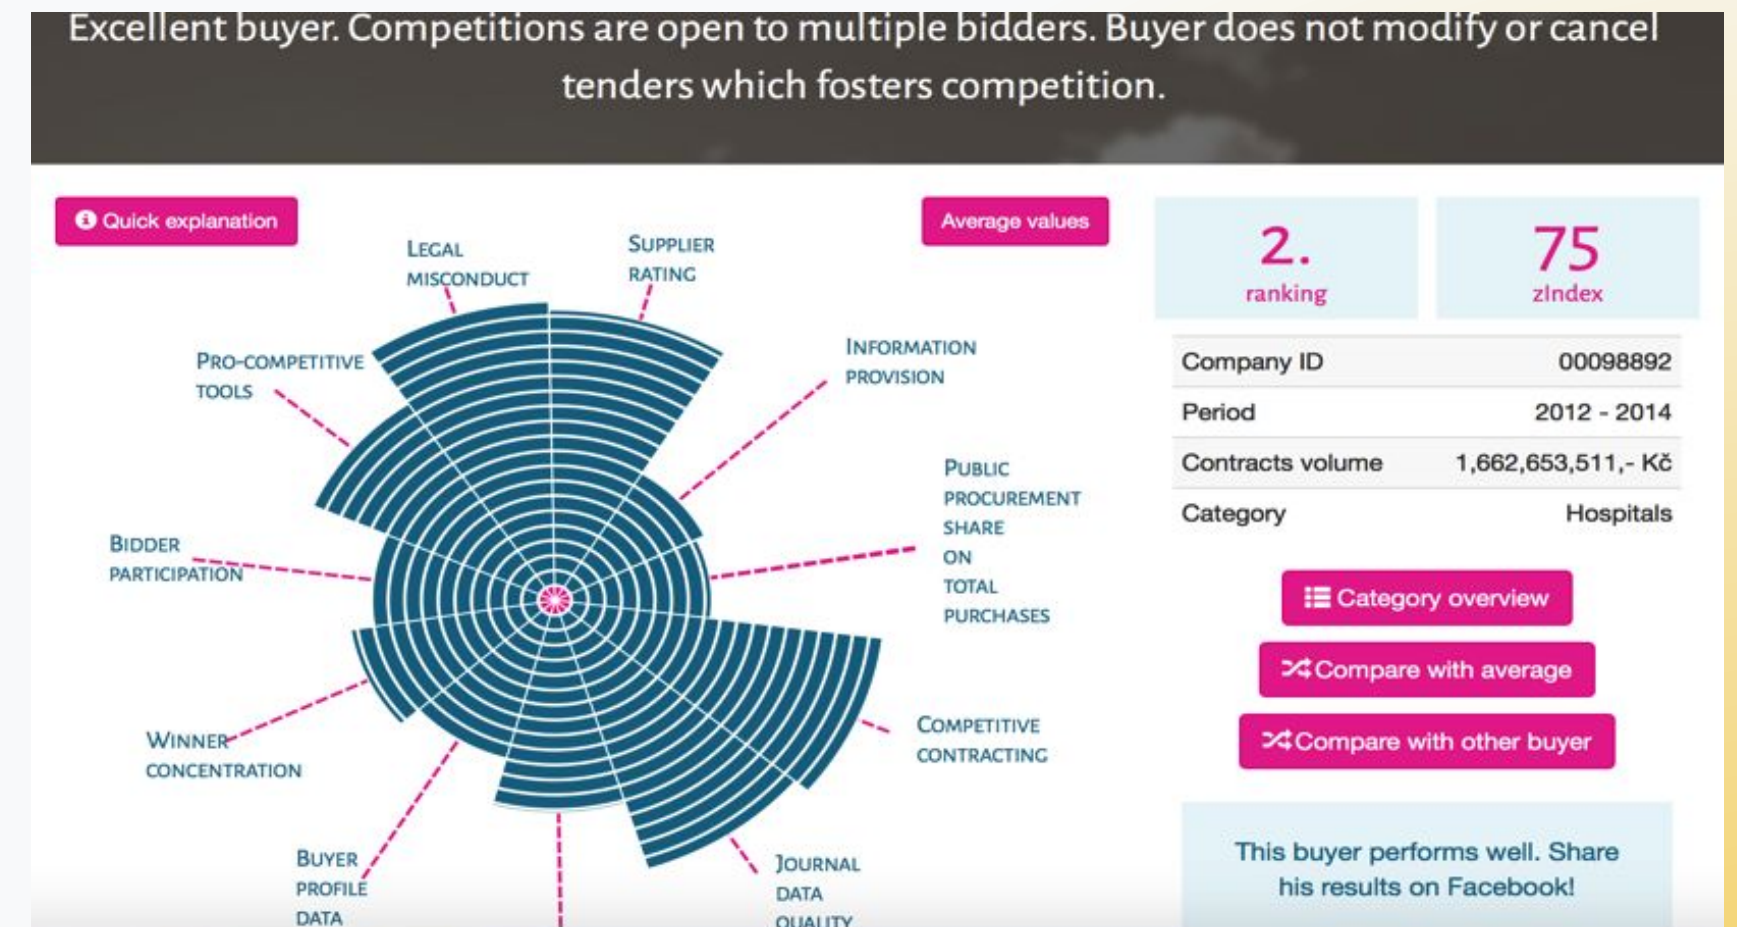 Excellent buyer. Competitions are open to multiple bidders. Buyer does not modify or cancel
tenders which fosters competition.
Quick explanation
Average values
LEGAL
MISCONDUCT
SUPPLIER
RATING
PRO-COMPETITIVE
TOOLS
INFORMATION
PROVISION
BIDDER
PARTICIPATION
PUBLIC
PROCUREMENT
SHARE
ON
TOTAL
PURCHASES
WINNER
CONCENTRATION
COMPETITIVE
CONTRACTING
BUYER
PROFILE
DATA
JOURNAL
DATA
QUALITY
2.
ranking
75
zIndex
Company ID 00098892
Period 2012 - 2014
Contracts volume 1,662,653,511,- Kč
Category Hospitals
Category overview
Compare with average
Compare with other buyer
This buyer performs well. Share
his results on Facebook!